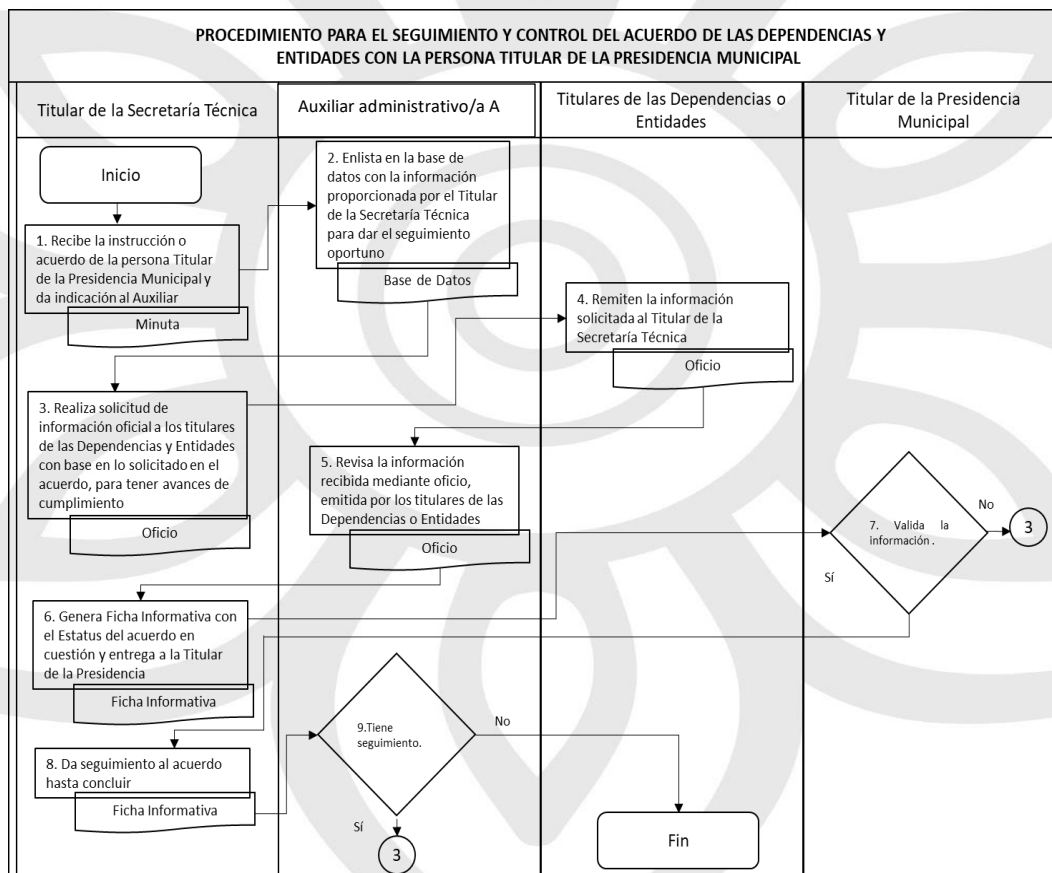 PROCEDIMIENTO PARA EL SEGUIMIENTO Y CONTROL DEL ACUERDO DE LAS DEPENDENCIAS Y
ENTIDADES CON LA PERSONA TITULAR DE LA PRESIDENCIA MUNICIPAL
Titular de la Secretaría Técnica
Auxiliar administrativo/a A
Titulares de las Dependencias o
Entidades
Titular de la Presidencia
Municipal
Inicio
1. Recibe la instrucción o
acuerdo de la persona Titular
de la Presidencia Municipal y
da indicación al Auxiliar
Minuta
2. Enlista en la base de
datos con la información
proporcionada por el Titular
de la Secretaría Técnica
para dar el seguimiento
oportuno
Base de Datos
3. Realiza solicitud de
información oficial a los titulares
de las Dependencias y Entidades
con base en lo solicitado en el
acuerdo, para tener avances de
cumplimiento
Oficio
4. Remiten la información
solicitada al Titular de la
Secretaría Técnica
Oficio
5. Revisa la información
recibida mediante oficio,
emitida por los titulares de las
Dependencias o Entidades
Oficio
6. Genera Ficha Informativa con
el Estatus del acuerdo en
cuestión y entrega a la Titular
de la Presidencia
Ficha Informativa
7. Valida la
información .
No
3
Sí
8. Da seguimiento al acuerdo
hasta concluir
Ficha Informativa
9.Tiene
seguimiento.
No
Sí
3
Fin